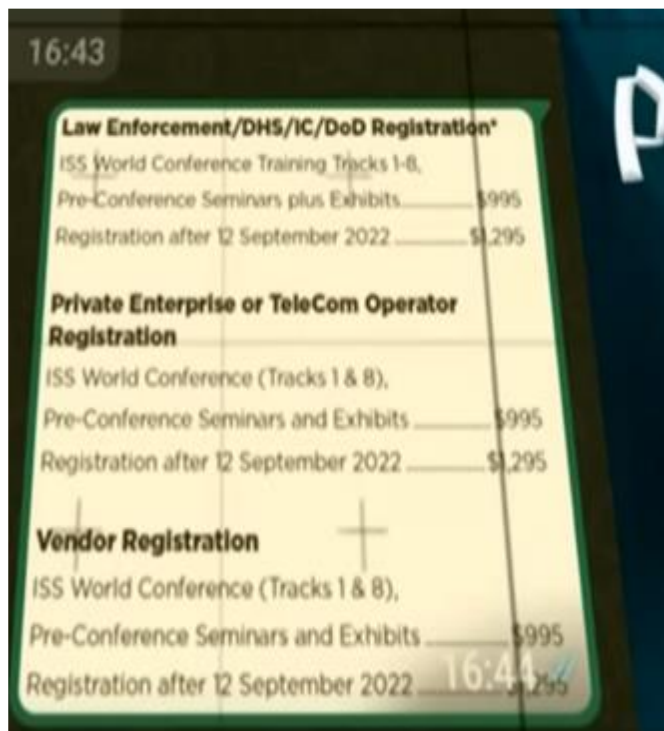 16:43
Law Enforcement/DHS/IC/DoD Registration*
ISS World Conference Training Tracks 1-8,
Pre-Conference Seminars plus Exhibits $995
Registration after 12 September 2022 $1,295
Private Enterprise or TeleCom Operator
Registration
ISS World Conference (Tracks 1 & 8),
Pre-Conference Seminars and Exhibits $995
Registration after 12 September 2022 $1,295
Vendor Registration
ISS World Conference (Tracks 1 & 8),
Pre-Conference Seminars and Exhibits $995
Registration after 12 September 2022 $1,295
16:44